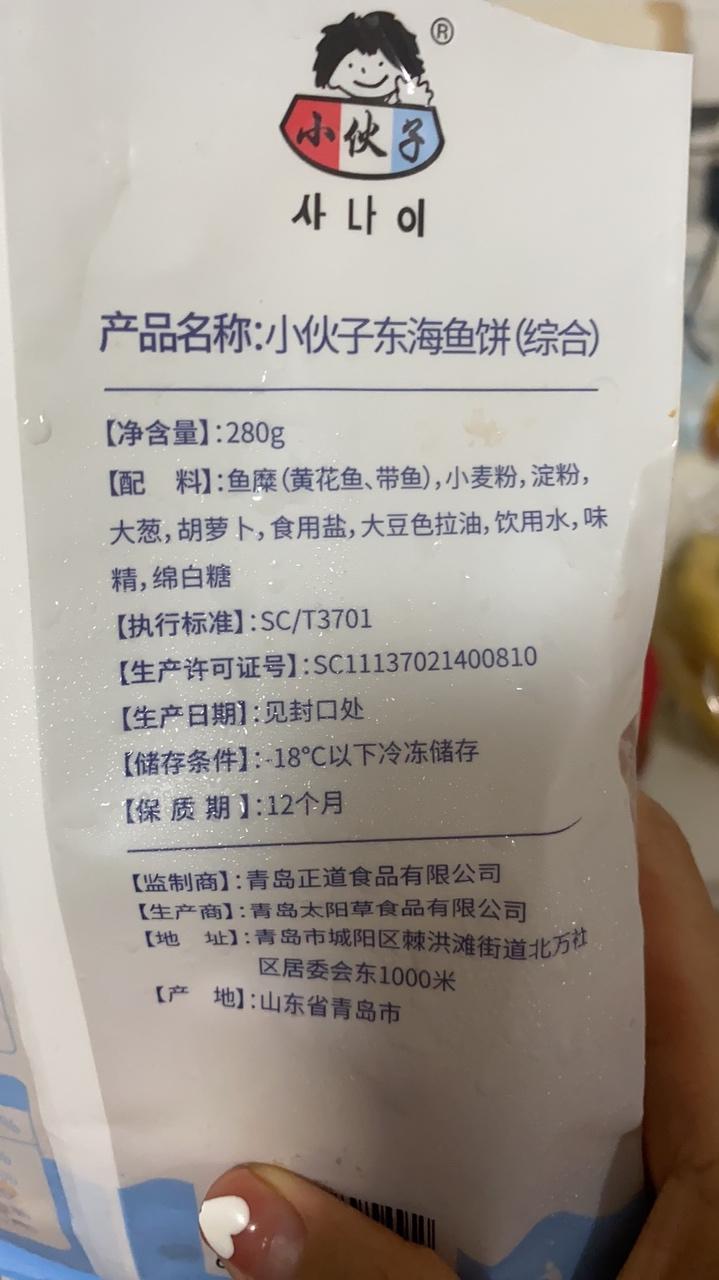 ®
小伙子
사나이
产品名称:小伙子东海鱼饼(综合)
【净含量】:280g
【配 料】:鱼糜(黄花鱼、带鱼),小麦粉,淀粉,
大葱,胡萝卜,食用盐,大豆色拉油,饮用水,味
精,绵白糖
【执行标准】:SC/T3701
【生产许可证号】:SC11137021400810
【生产日期】:见封口处
【储存条件】:-18℃以下冷冻储存
【保 质 期】:12个月
【监制商】:青岛正道食品有限公司
【生产商】:青岛太阳草食品有限公司
【地 址】:青岛市城阳区棘洪滩街道北万社
区居委会东1000米
【产 地】:山东省青岛市